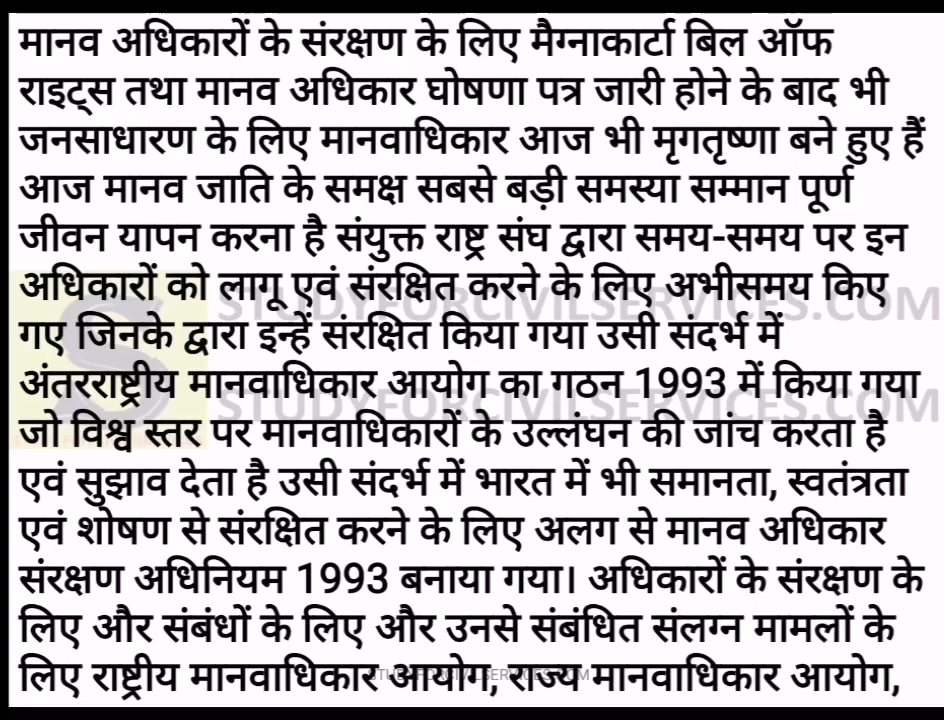 मानव अधिकारों के संरक्षण के लिए मैग्नाकार्टा बिल ऑफ
राइट्स तथा मानव अधिकार घोषणा पत्र जारी होने के बाद भी
जनसाधारण के लिए मानवाधिकार आज भी मृगतृष्णा बने हुए हैं
आज मानव जाति के समक्ष सबसे बड़ी समस्या सम्मान पूर्ण
जीवन यापन करना है संयुक्त राष्ट्र संघ द्वारा समय-समय पर इन
अधिकारों को लागू एवं संरक्षित करने के लिए अभीसमय किए
STUDYFORCIVILSERVICES.COM
गए जिनके द्वारा इन्हें संरक्षित किया गया उसी संदर्भ में
अंतरराष्ट्रीय मानवाधिकार आयोग का गठन 1993 में किया गया
STUDYFORCIVILSERVICES.COM
जो विश्व स्तर पर मानवाधिकारों के उल्लंघन की जांच करता है
एवं सुझाव देता है उसी संदर्भ में भारत में भी समानता, स्वतंत्रता
एवं शोषण से संरक्षित करने के लिए अलग से मानव अधिकार
संरक्षण अधिनियम 1993 बनाया गया। अधिकारों के संरक्षण के
लिए और संबंधों के लिए और उनसे संबंधित संलग्न मामलों के
लिए राष्ट्रीय मानवाधिकार आयोग, राज्य मानवाधिकार आयोग,
STUDYFORCIVILSERVICES.COM